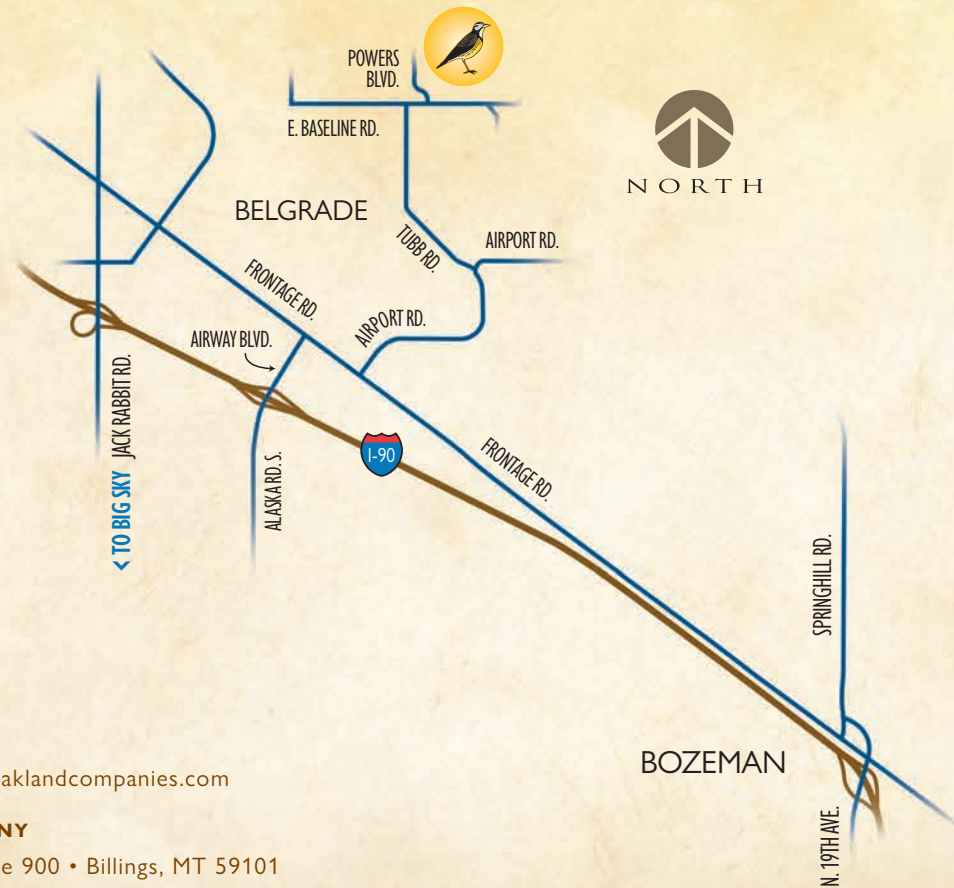 POWERS
BLVD.
E. BASELINE RD.
NORTH
BELGRADE
TUBB RD.
AIRPORT RD.
FRONTAGE RD.
AIRPORT RD.
AIRWAY BLVD.
JACK RABBIT RD.
< TO BIG SKY
I-90
ALASKA RD. S.
FRONTAGE RD.
SPRINGHILL RD.
BOZEMAN
N. 19TH AVE.
aklandcompanies.com
NY
e 900 • Billings, MT 59101